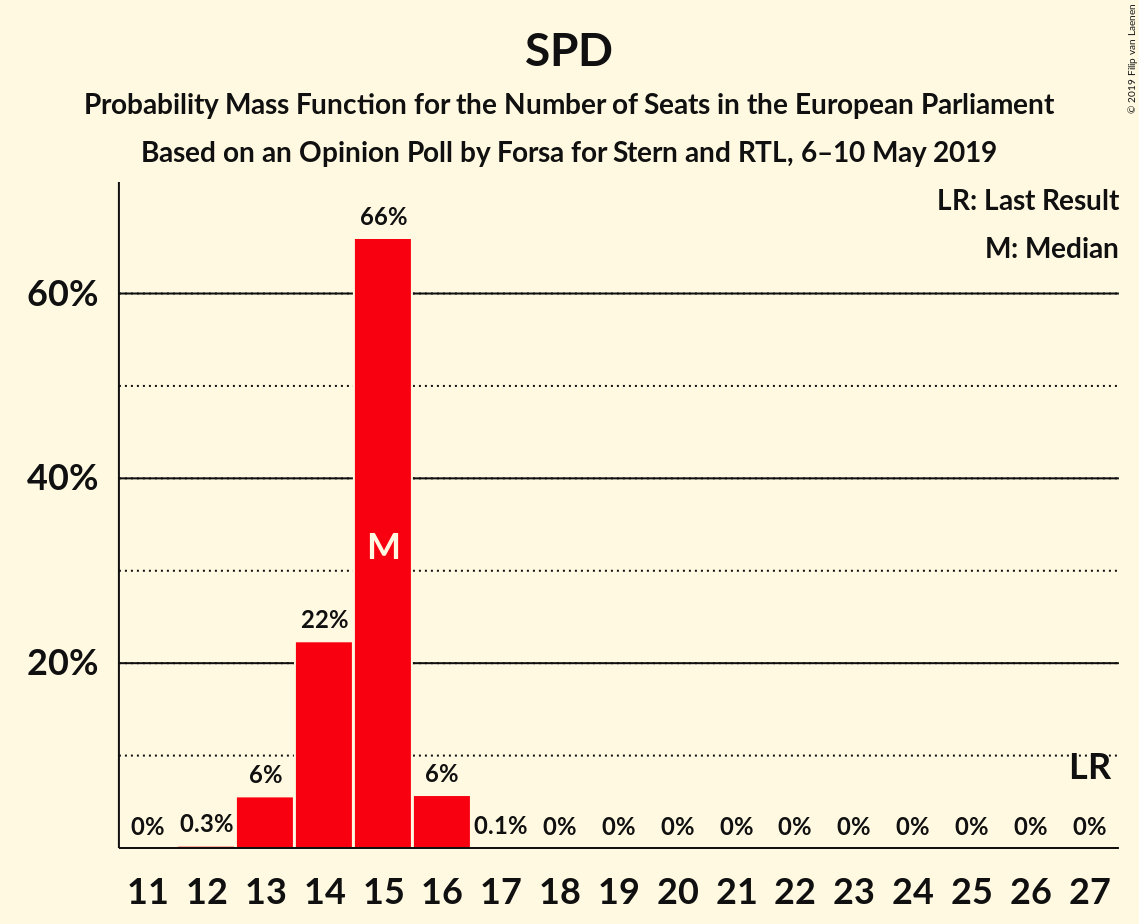 SPD
Probability Mass Function for the Number of Seats in the European Parliament
Based on an Opinion Poll by Forsa for Stern and RTL, 6–10 May 2019
© 2019 Filip van Laenen
LR: Last Result
M: Median
60%
40%
20%
0%
0.3%
6%
22%
66%
M
6%
0.1%
0%
0%
0%
0%
0%
0%
0%
0%
0%
0%
LR
11 12 13 14 15 16 17 18 19 20 21 22 23 24 25 26 27